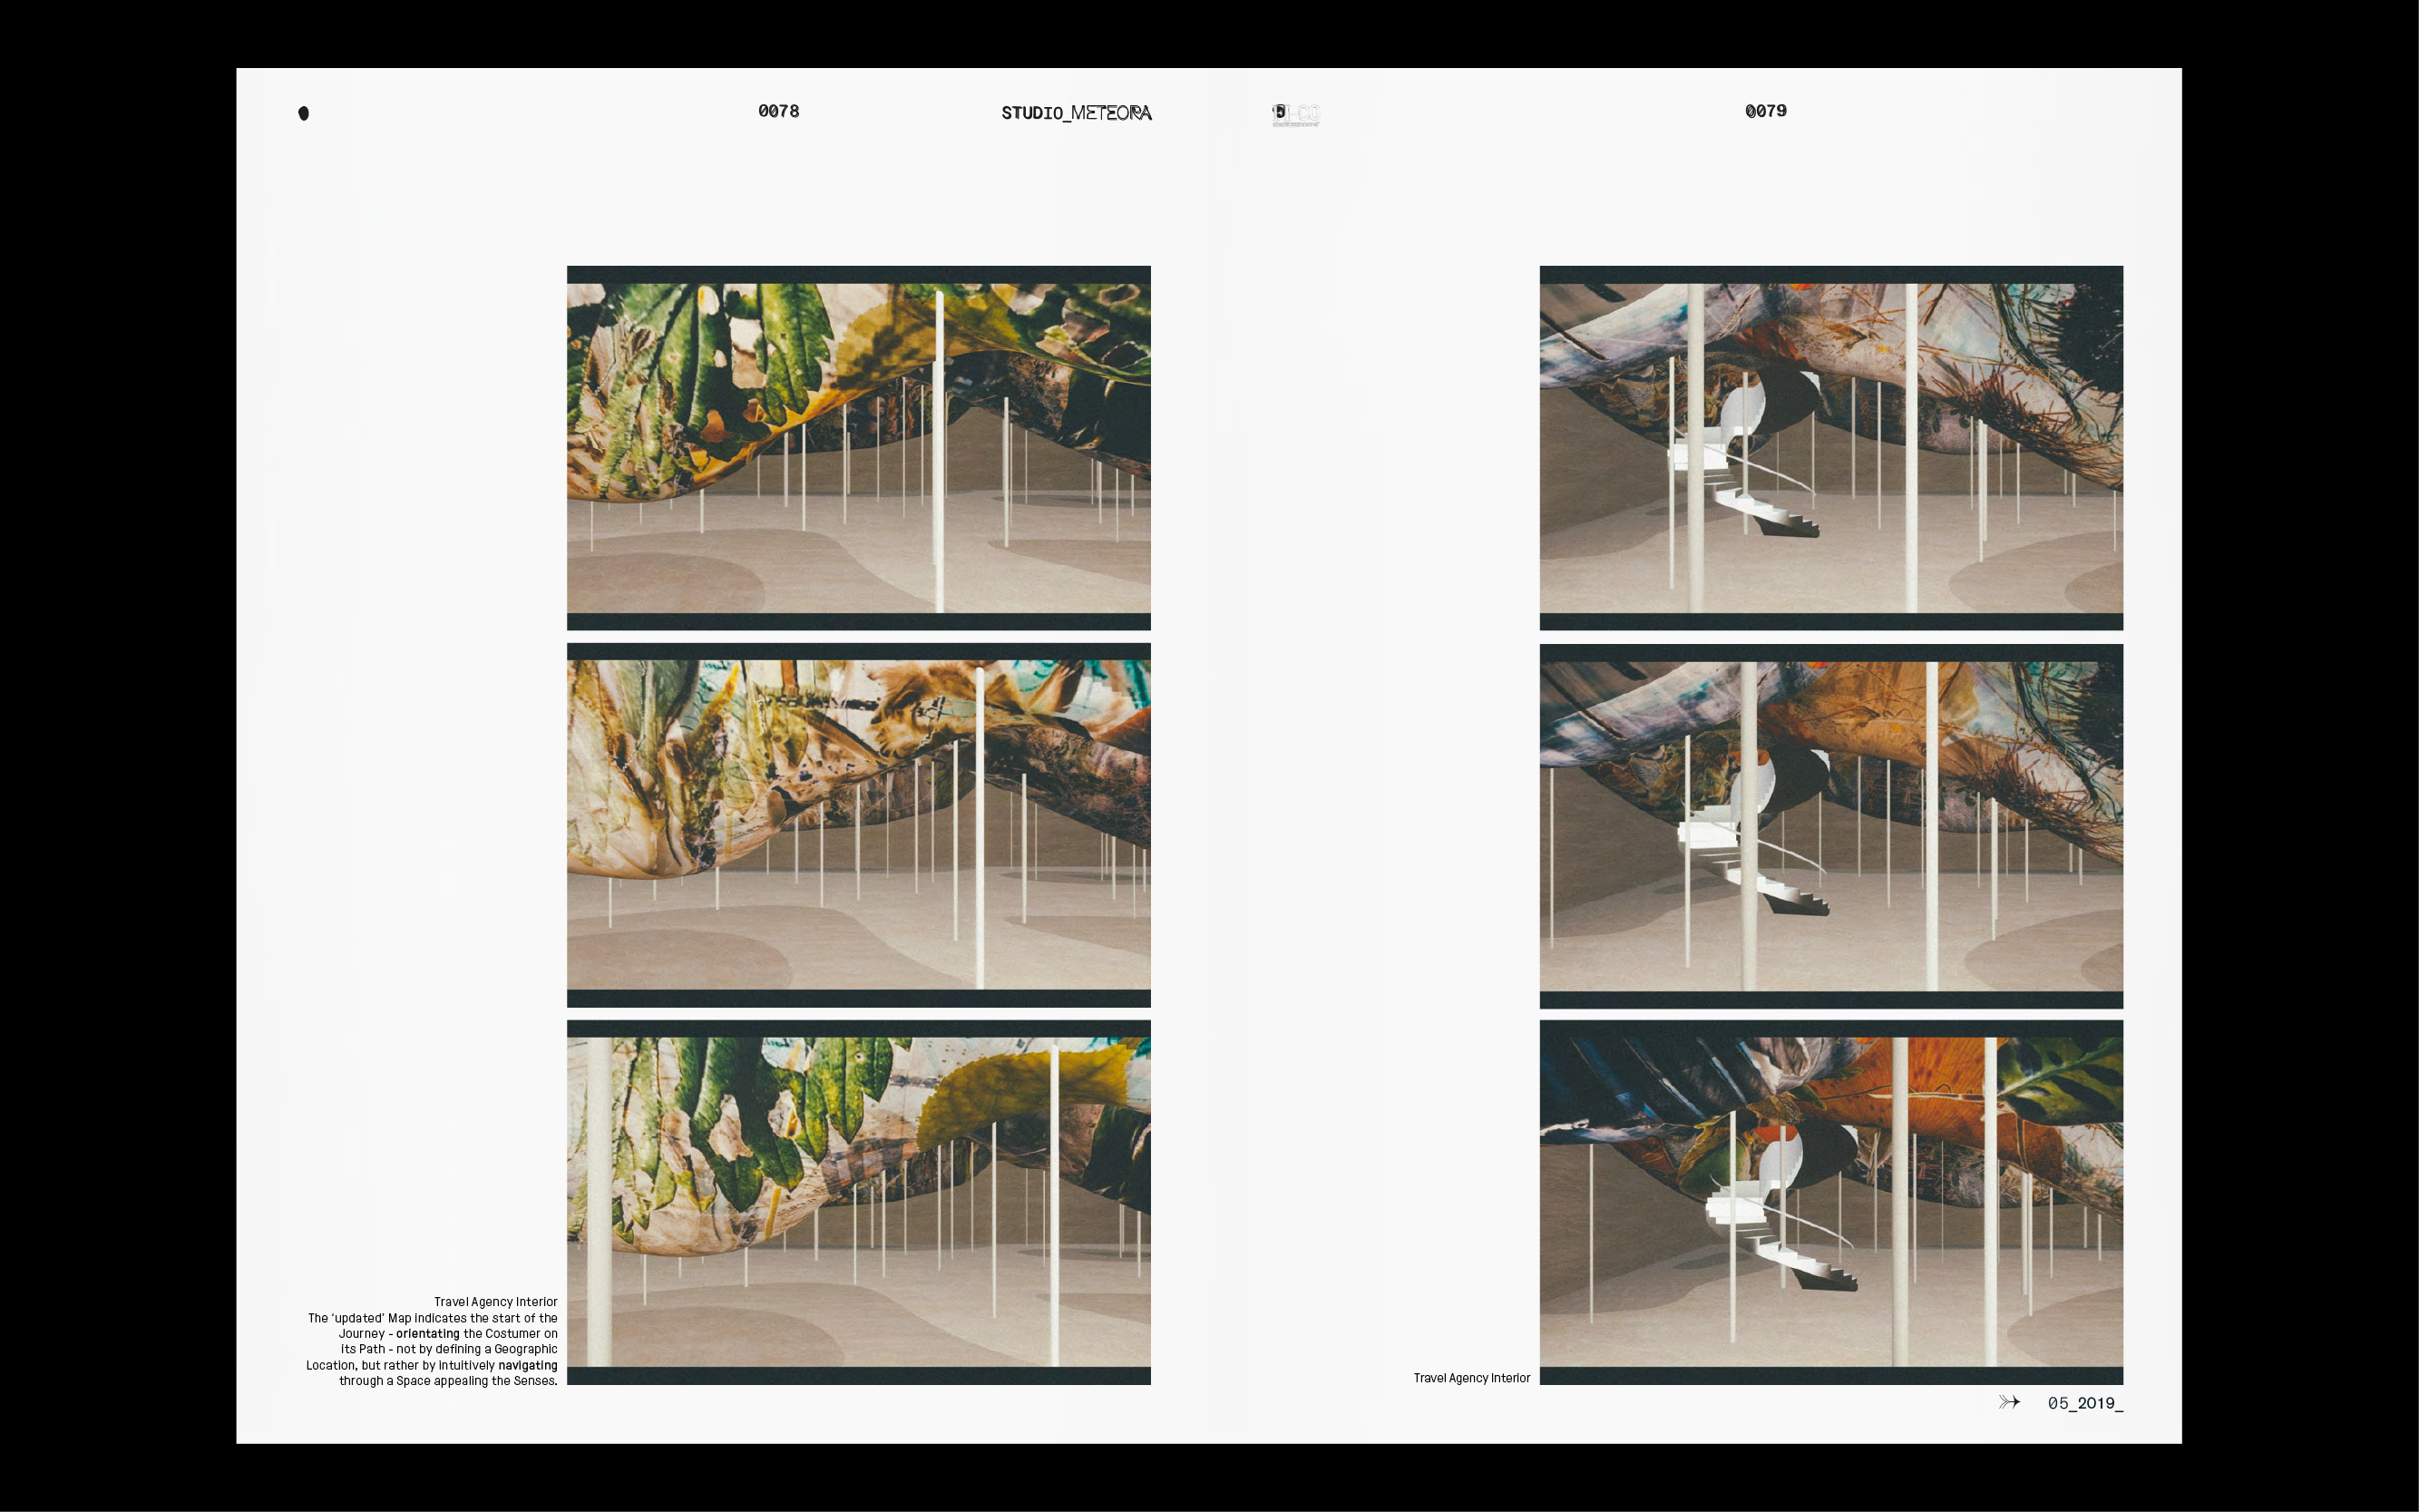 0078
STUDIO_METEORA
0079
Travel Agency Interior
The ‘updated’ Map indicates the start of the
Journey - orientating the Costumer on
its Path - not by defining a Geographic
Location, but rather by intuitively navigating
through a Space appealing the Senses.
Travel Agency Interior
05_2019_